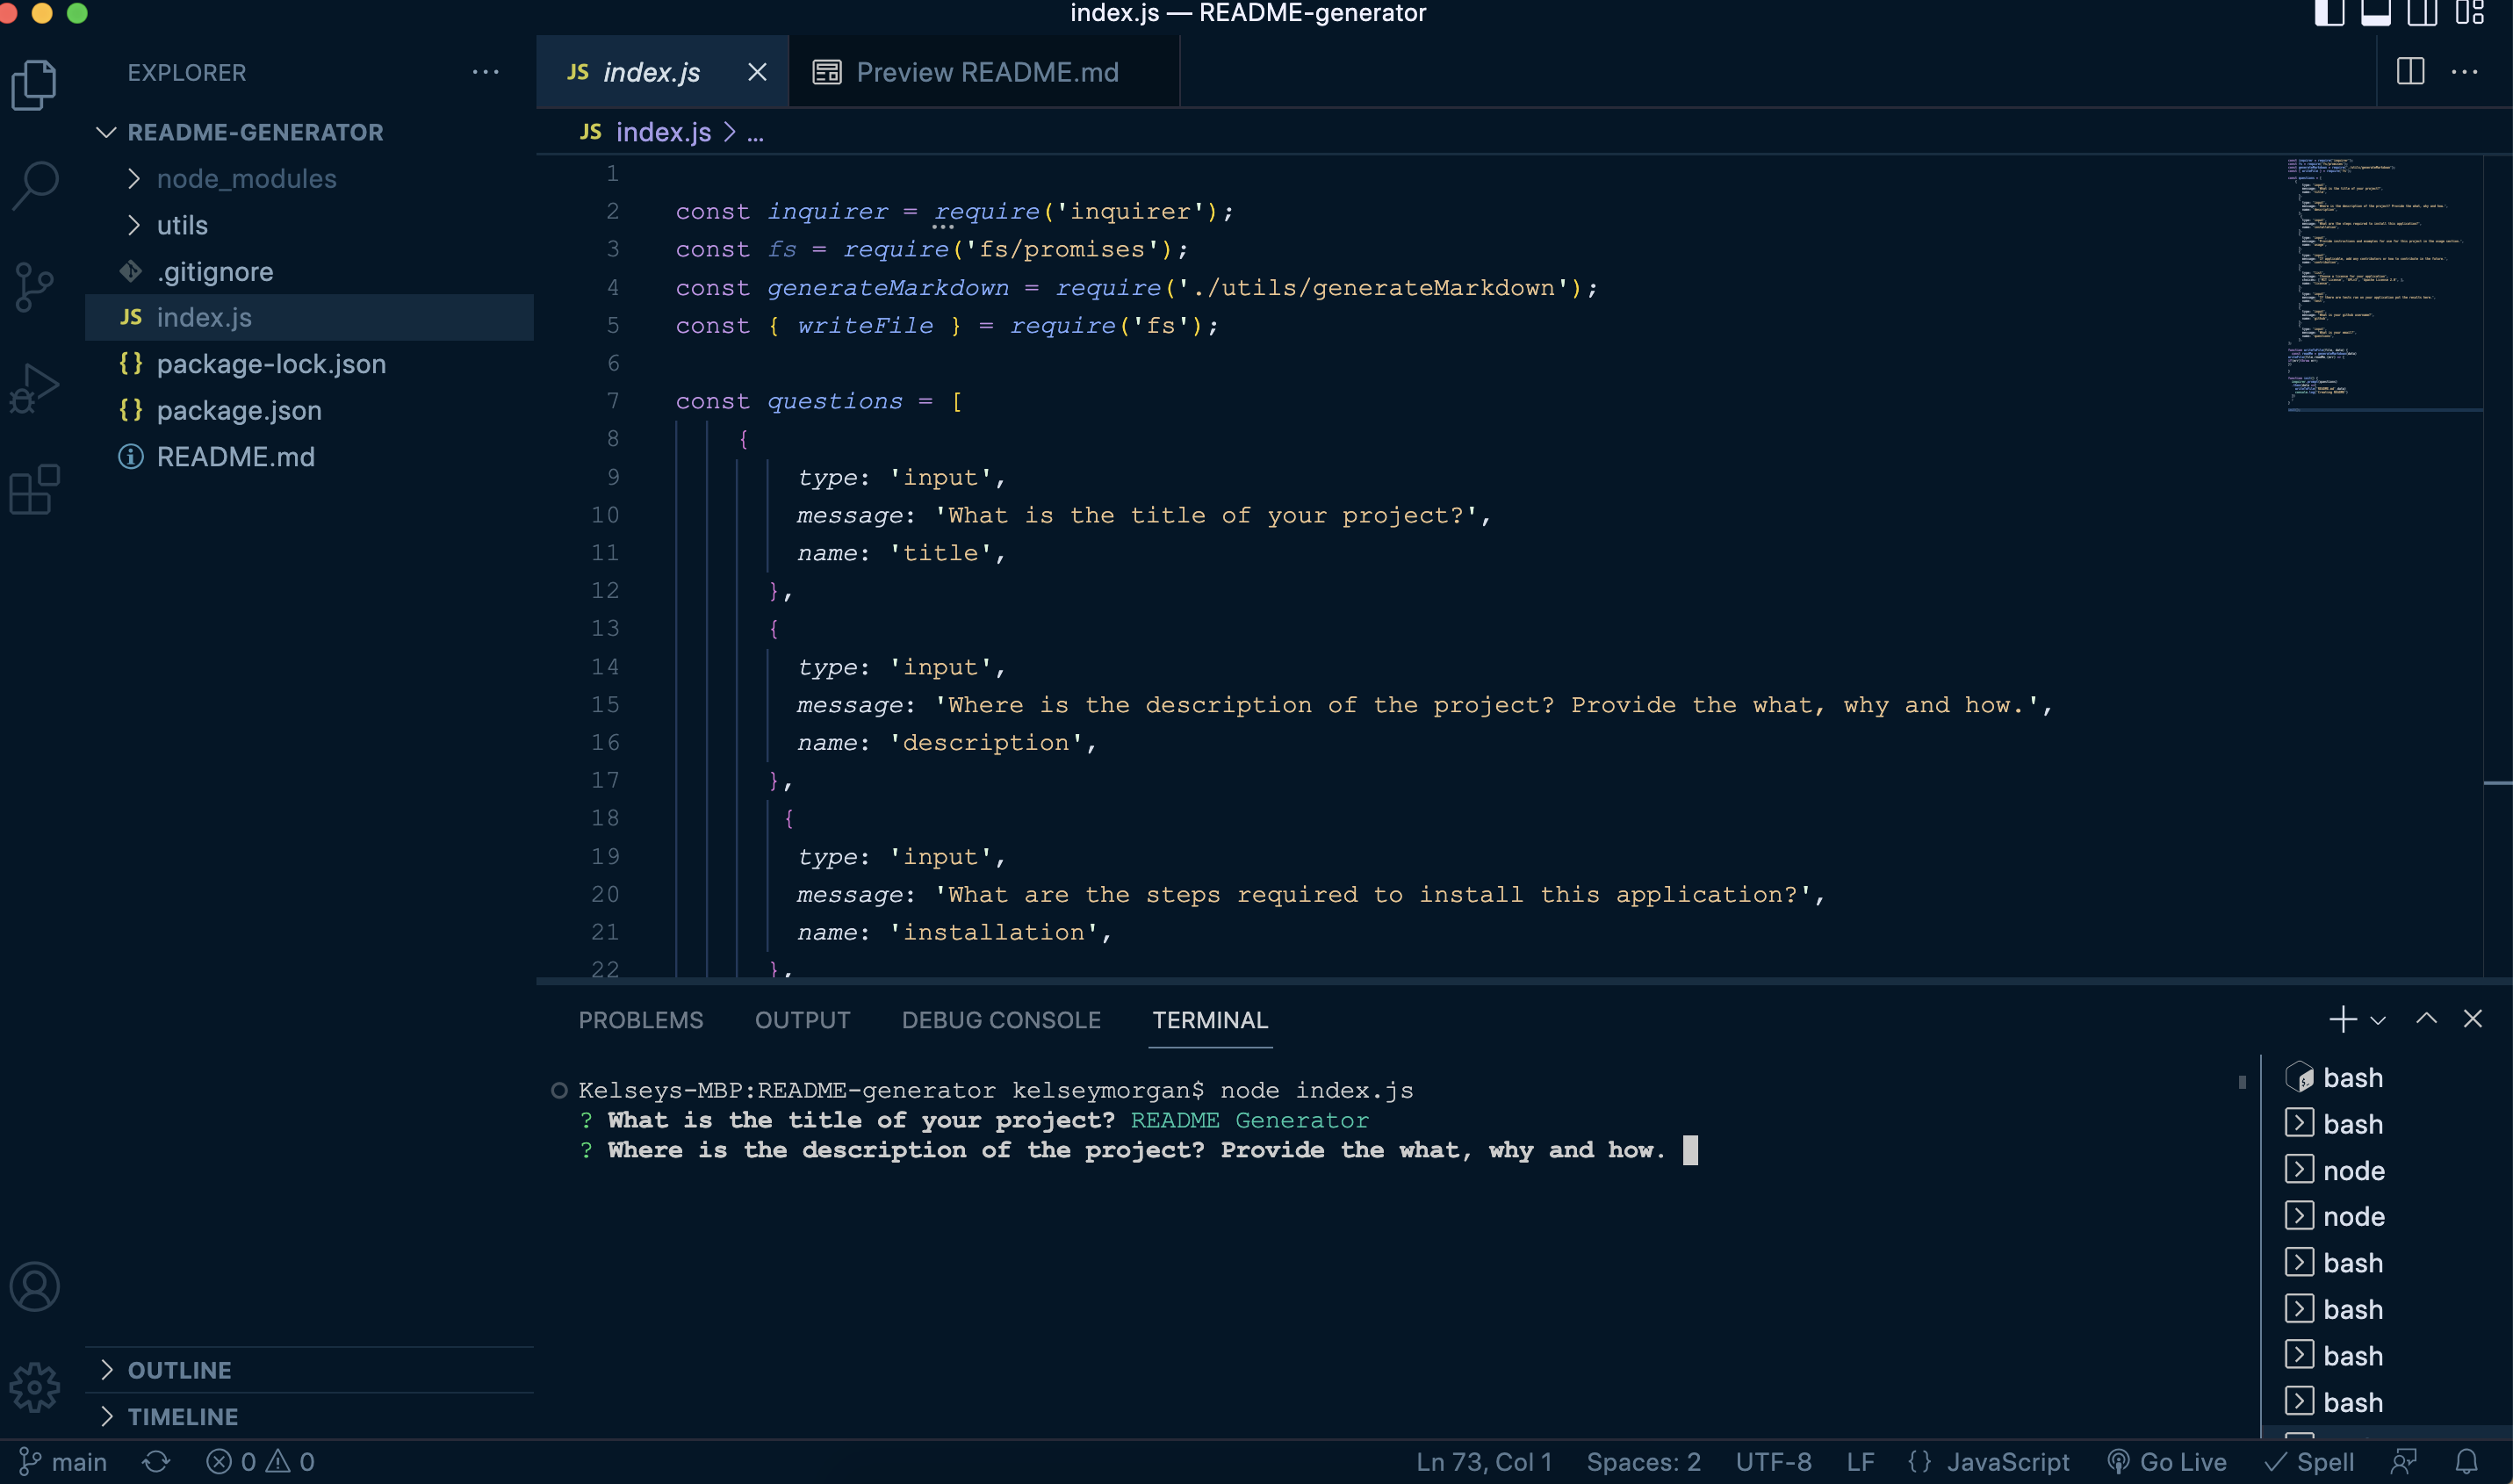 index.js — README-generator
EXPLORER
README-GENERATOR
node_modules
utils
.gitignore
JS index.js
{} package-lock.json
{} package.json
README.md
OUTLINE
TIMELINE
JS index.js
Preview README.md
JS index.js > ...
1
2 const inquirer = require('inquirer');
3 const fs = require('fs/promises');
4 const generateMarkdown = require('./utils/generateMarkdown');
5 const { writeFile } = require('fs');
6
7 const questions = [
8 {
9 type: 'input',
10 message: 'What is the title of your project?',
11 name: 'title',
12 },
13 {
14 type: 'input',
15 message: 'Where is the description of the project? Provide the what, why and how.',
16 name: 'description',
17 },
18 {
19 type: 'input',
20 message: 'What are the steps required to install this application?',
21 name: 'installation',
22 },
PROBLEMS OUTPUT DEBUG CONSOLE TERMINAL
Kelseys-MBP:README-generator kelseymorgan$ node index.js
? What is the title of your project? README Generator
? Where is the description of the project? Provide the what, why and how.
bash
bash
node
node
bash
bash
bash
bash
main 0 0 Ln 73, Col 1 Spaces: 2 UTF-8 LF {} JavaScript Go Live Spell